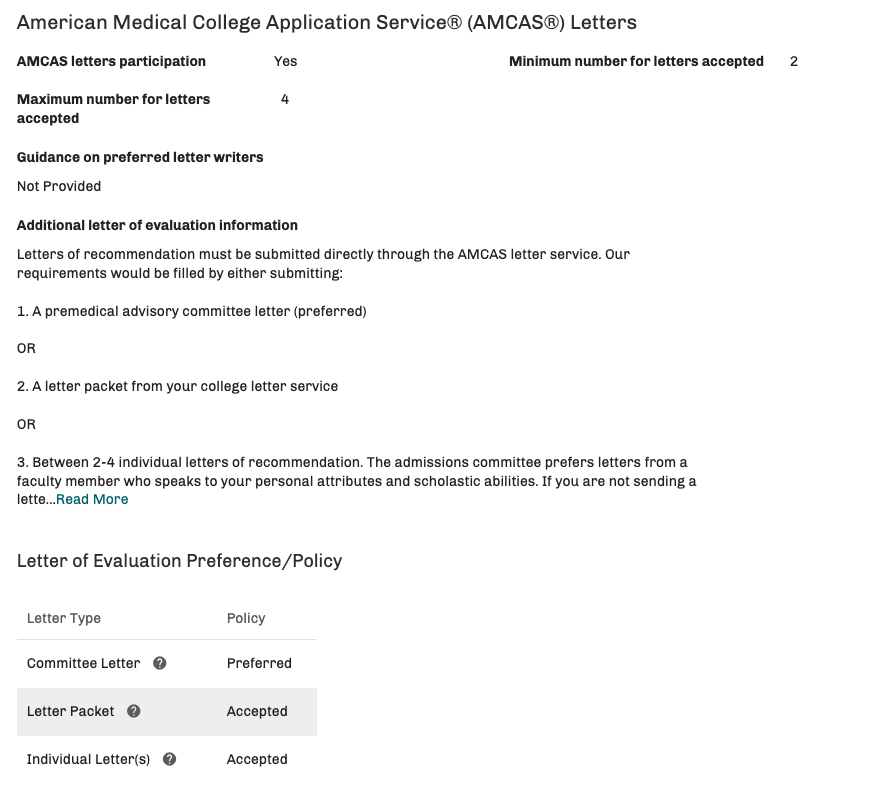 American Medical College Application Service® (AMCAS®) Letters
AMCAS letters participation Yes Minimum number for letters accepted 2
Maximum number for letters accepted 4
Guidance on preferred letter writers
Not Provided
Additional letter of evaluation information
Letters of recommendation must be submitted directly through the AMCAS letter service. Our
requirements would be filled by either submitting:
1. A premedical advisory committee letter (preferred)
OR
2. A letter packet from your college letter service
OR
3. Between 2-4 individual letters of recommendation. The admissions committee prefers letters from a
faculty member who speaks to your personal attributes and scholastic abilities. If you are not sending a
lette...Read More
Letter of Evaluation Preference/Policy
Letter Type Policy
Committee Letter ? Preferred
Letter Packet ? Accepted
Individual Letter(s) ? Accepted